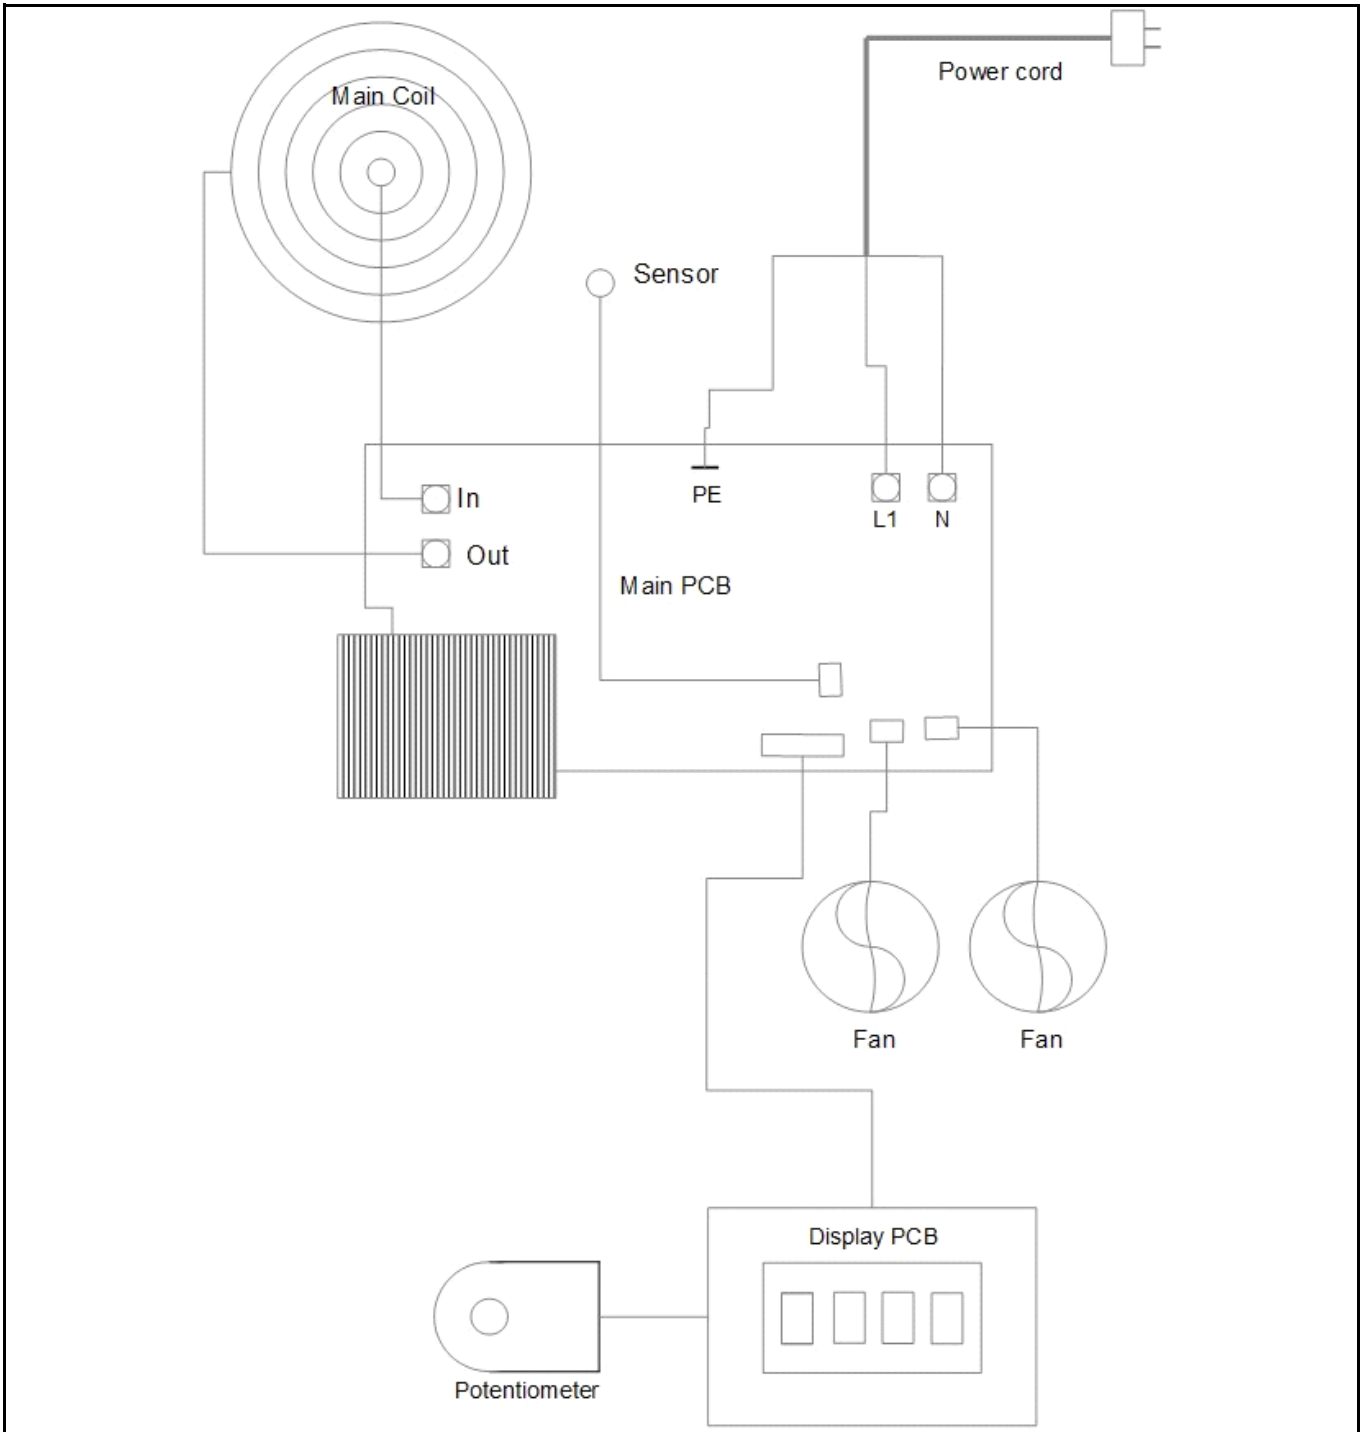 Main Coil
Power cord
Sensor
In
PE
L1
N
Out
Main PCB
Fan
Fan
Display PCB
Potentiometer